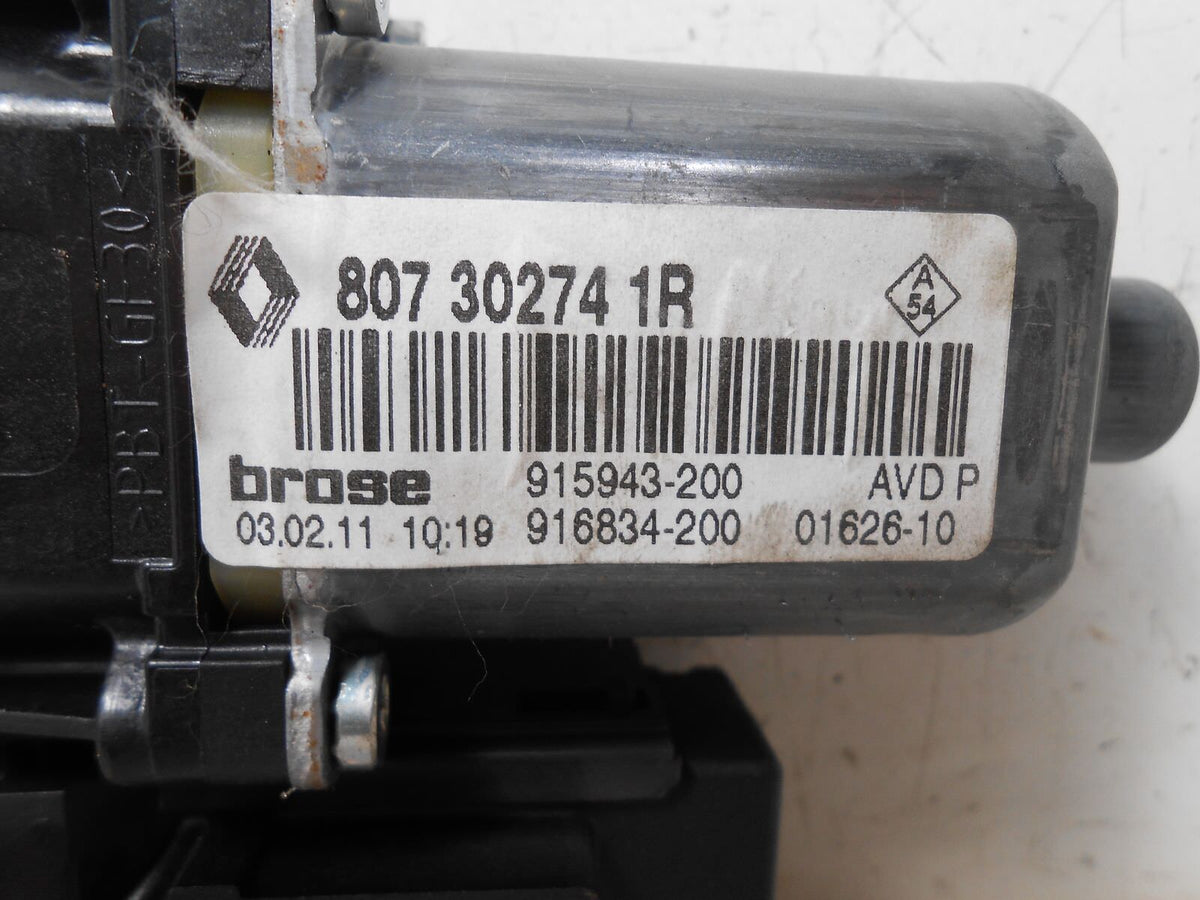 807 30274 1R
A
54
brose 915943-200 AVD P
03.02.11 10:19 916834-200 01626-10
>PBT-GF30<